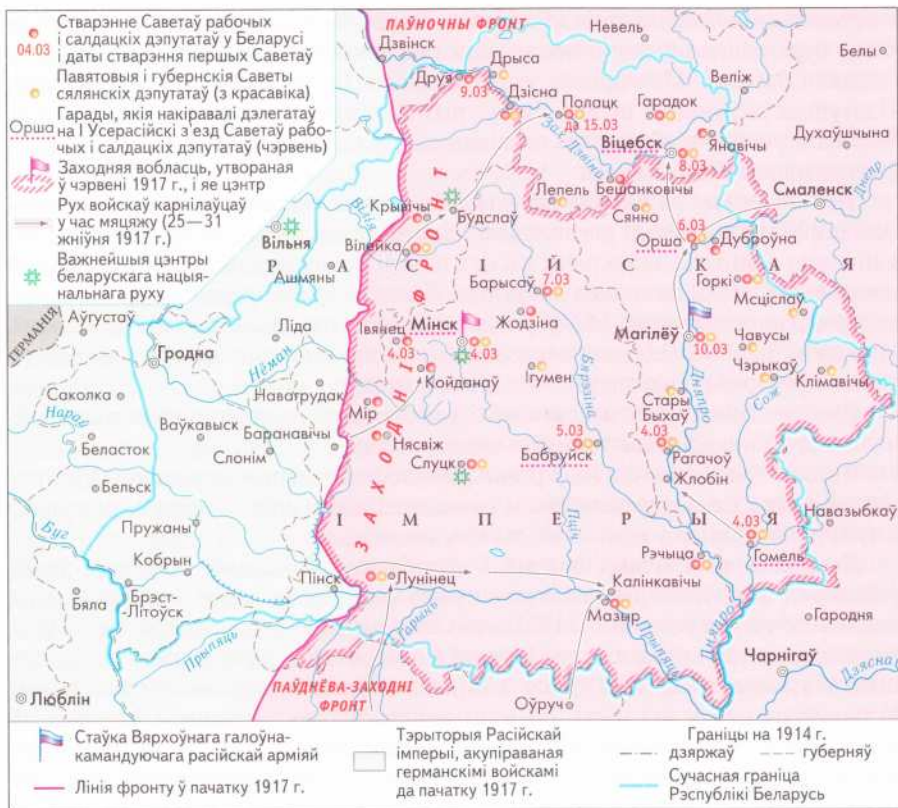 Стварэнне Саветаў рабочых
і салдацкіх дэпутатаў у Беларусі
04.03 і даты стварэння першых Саветаў
Павятовыя і губернскія Саветы
сялянскіх дэпутатаў (з красавіка)
Орша Гарады, якія накіравалі дэлегатаў
на І Усерасійскі з'езд Саветаў рабо-
чых і салдацкіх дэпутатаў (чэрвень)
Заходняя вобласць, утвораная
ў чэрвені 1917 г., і яе цэнтр
Рух войскаў карнілаўцаў
у час мяцяжу (25—31
жніўня 1917 г.)
Важнейшыя цэнтры
беларускага нацыя-
нальнага руху
ПАЎНОЧНЫ ФРОНТ
Дзвінск
Невель
Белы
Друя
9.03
Дрыса
Дзісна
Полацк
да 15.03
Гарадок
Веліж
Зах. Дзвіна
Віцебск
8.03
Янавічы
Духаўшчына
Бешанковічы
Лепель
Сянно
Смаленск
Днепр
Крывічы
Будслаў
Вілія
Вільня
Вілейка
Ашмяны
6.03
Орша
Дуброўна
РАСІЙСКАЯ
Барысаў
7.03
Горкі
Мсціслаў
ГЕРМАНІЯ
Аўгустаў
Ліда
Івянец
4.03
Мінск
4.03
Жодзіна
Магілёў
10.03
Чавусы
Гродна
Нёман
Койданаў
Ігумен
Бярэзіна
Чэрыкаў
Клімавічы
Саколка
Нараў
Наваградак
Мір
Стары
Быхаў
Дняпро
Сож
Беласток
Ваўкавыск
Баранавічы
Нясвіж
5.03
Бабруйск
4.03
Рагачоў
Слонім
Слуцк
Жлобін
Бельск
ЗАХОДНІ ФРОНТ
ІМПЕРЫЯ
Навазыбкаў
Буг
Пружаны
Пціч
4.03
Гомель
Кобрын
Рэчыца
Пінск
Лунінец
Калінкавічы
Бяла
Брэст-
Літоўск
Мазыр
Гародня
Прыпяць
Гарынь
Прыпяць
Дняпро
Чарнігаў
Дзясна
Люблін
ПАЎДНЁВА-ЗАХОДНІ
ФРОНТ
Оўруч
Стаўка Вярхоўнага галоўна-
камандуючага расійскай арміяй
Лінія фронту ў пачатку 1917 г.
Тэрыторыя Расійскай
імперыі, акупіраваная
германскімі войскамі
да пачатку 1917 г.
Граніцы на 1914 г.
дзяржаў губерняў
Сучасная граніца
Рэспублікі Беларусь